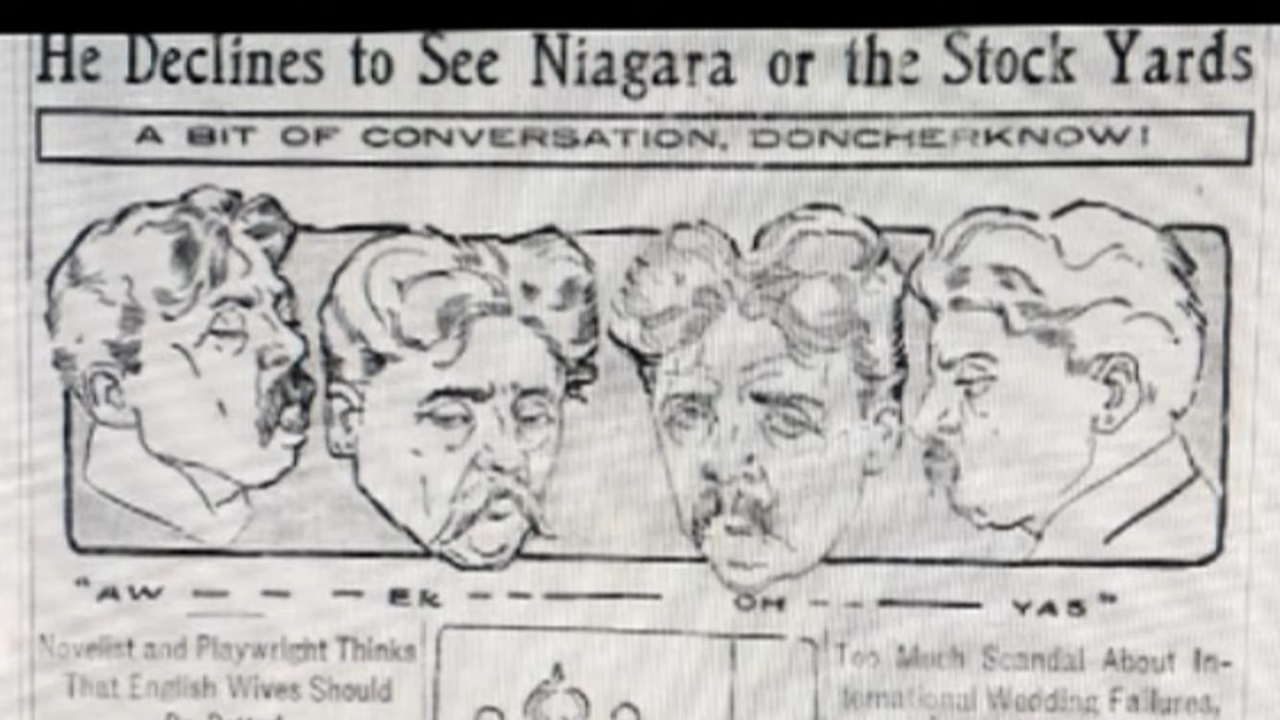 He Declines to See Niagara or the Stock Yards
A BIT OF CONVERSATION, DONCHERKNOW!
"AW — — — ER — — — OH — — — YAS"
Novelist and Playwright Thinks
That English Wives Should
Too Much Scandal About In-
ternational Wedding Failures,